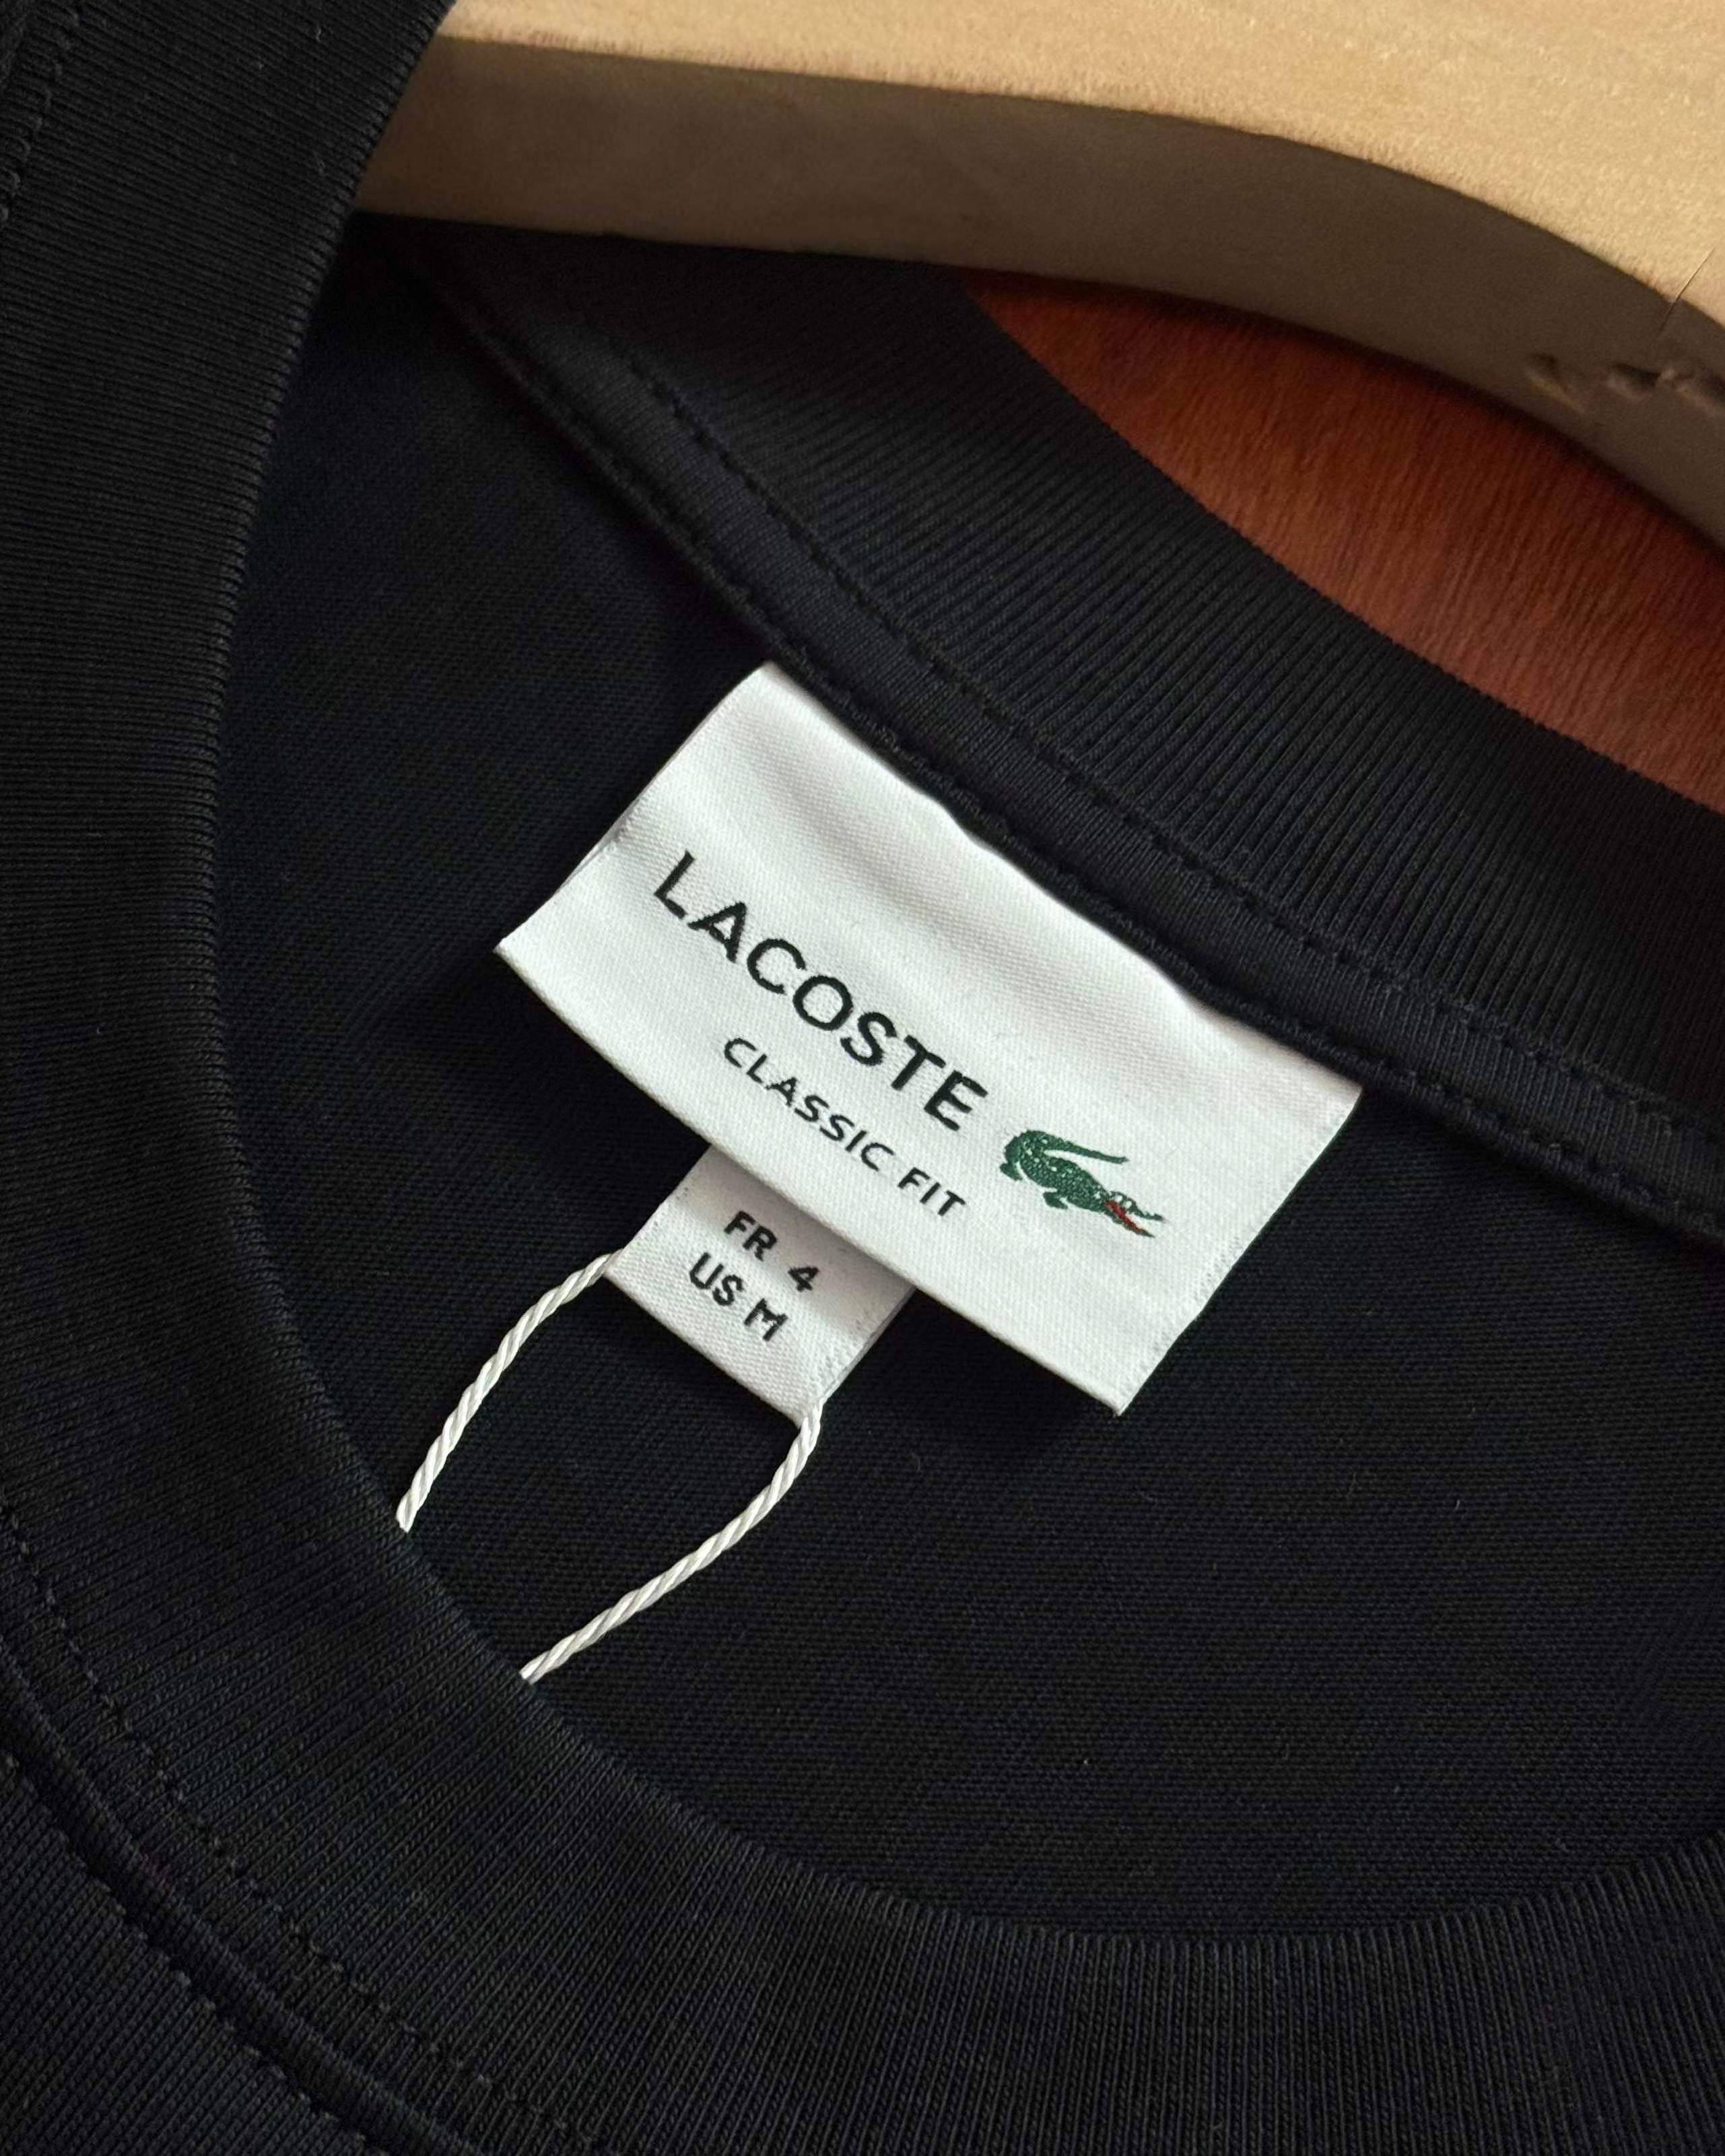 LACOSTE
CLASSIC FIT
FR 4
US M